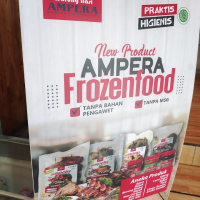 AMPERA
PRAKTIS
HIGIENIS
New Product
AMPERA
Frozenfood
TANPA BAHAN
PENGAWET
TANPA MSG
Aneka Produk